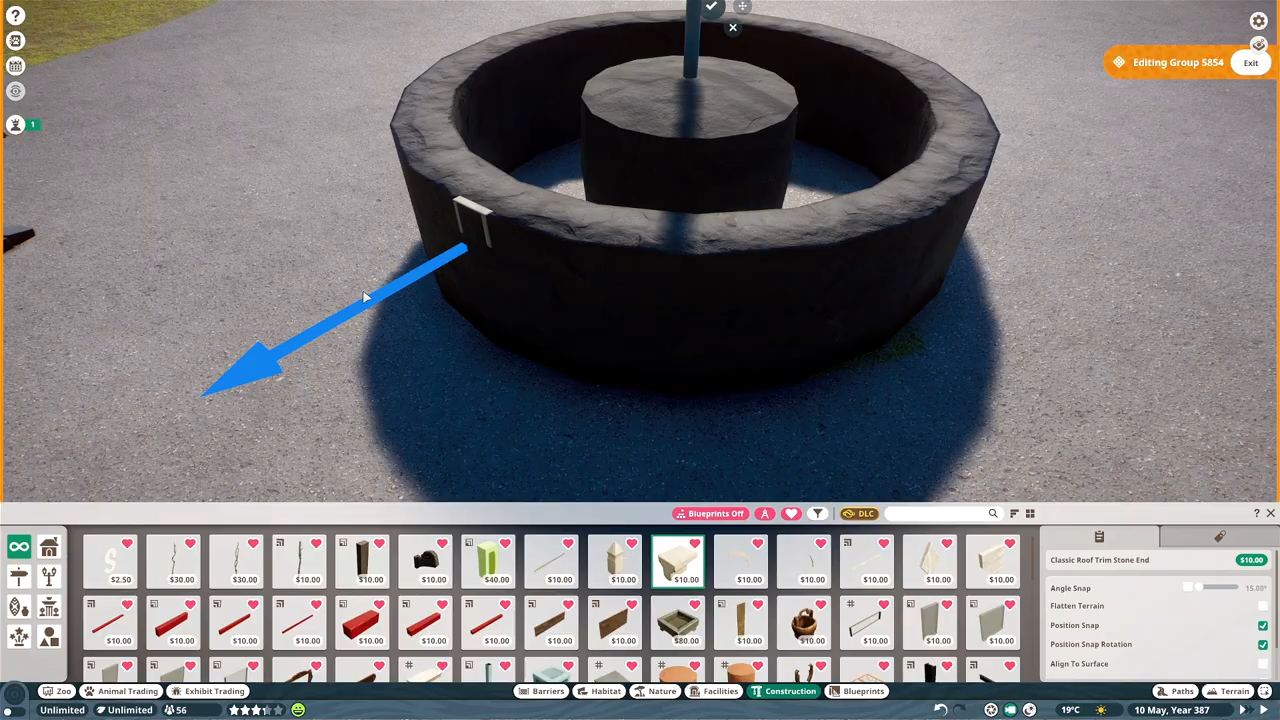 ?
Editing Group 5854 Exit
1
Blueprints Off A DLC ? ×
$2.50 $30.00 $30.00 $10.00 $10.00 $10.00 $40.00 $10.00 $10.00 $10.00 $10.00 $10.00 $10.00 $10.00 $10.00
Classic Roof Trim Stone End $10.00
Angle Snap 15.00°
Flatten Terrain
Position Snap
Position Snap Rotation
Align To Surface
$10.00 $10.00 $10.00 $10.00 $10.00 $10.00 $10.00 $10.00 $10.00 $80.00 $10.00 $10.00 $10.00 $10.00 $10.00
Zoo Animal Trading Exhibit Trading Barriers Habitat Nature Facilities Construction Blueprints Paths Terrain
Unlimited Unlimited 56 19°C 10 May, Year 387